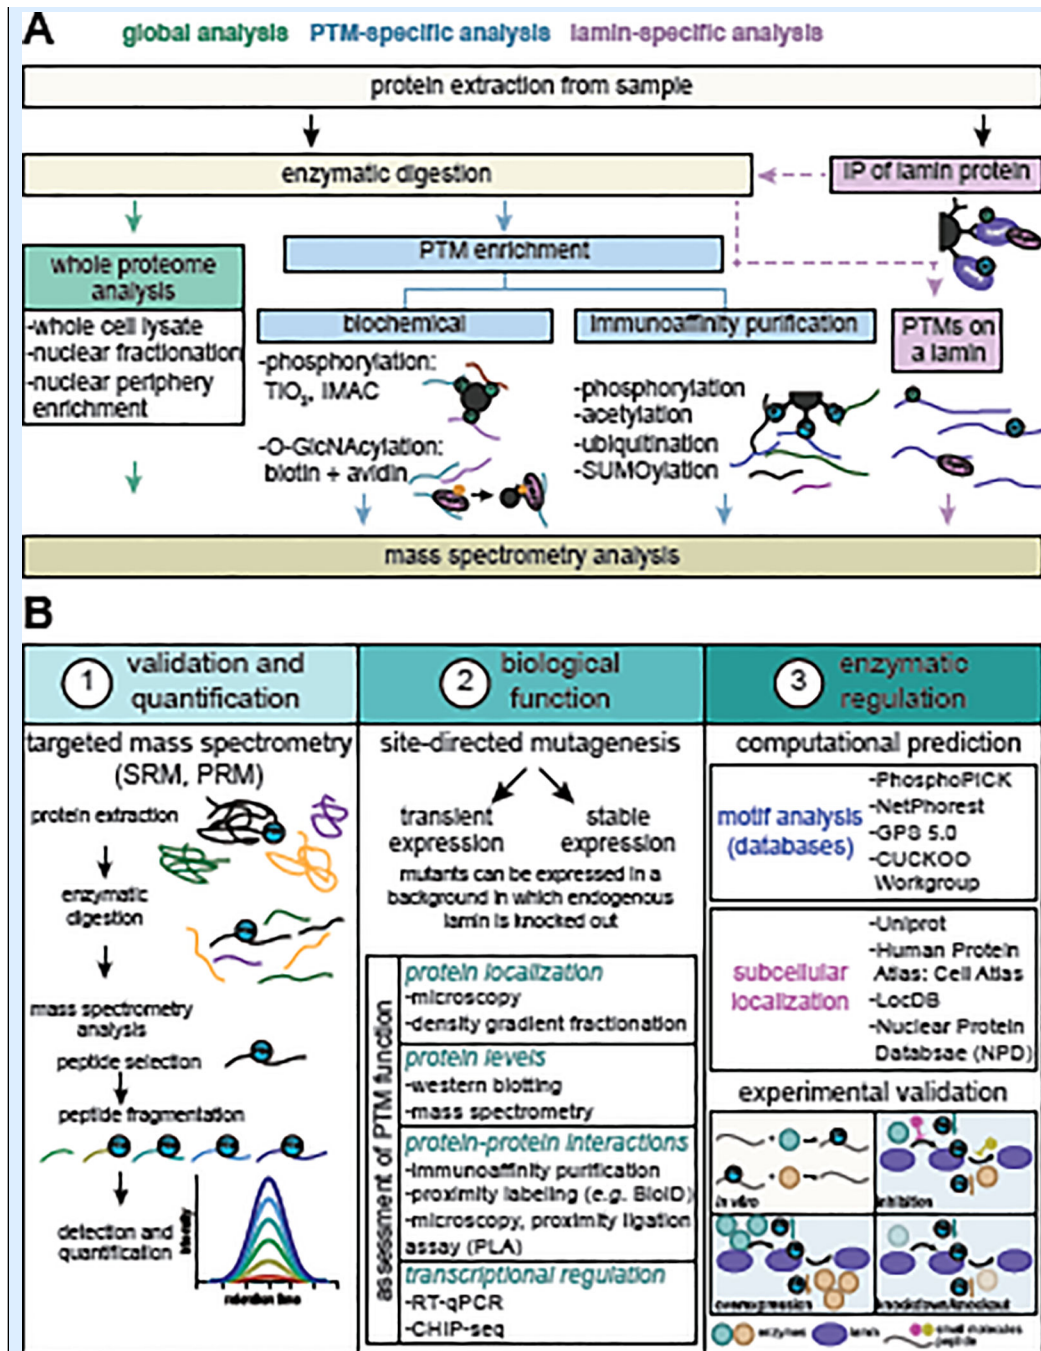 A
global analysis PTM-specific analysis lamin-specific analysis
protein extraction from sample
enzymatic digestion
IP of lamin protein
whole proteome
analysis
-whole cell lysate
-nuclear fractionation
-nuclear periphery
enrichment
PTM enrichment
biochemical
-phosphorylation:
TiO₂, IMAC
-O-GlcNAcylation:
biotin + avidin
immunoaffinity purification
-phosphorylation
-acetylation
-ubiquitination
-SUMOylation
PTMs on
a lamin
mass spectrometry analysis
B
1 validation and
quantification
targeted mass spectrometry
(SRM, PRM)
protein extraction
enzymatic
digestion
mass spectrometry
analysis
peptide selection
peptide fragmentation
detection and
quantification
intensity
retention time
2 biological
function
site-directed mutagenesis
transient
expression
stable
expression
mutants can be expressed in a
background in which endogenous
lamin is knocked out
assessment of PTM function
protein localization
-microscopy
-density gradient fractionation
protein levels
-western blotting
-mass spectrometry
protein-protein interactions
-immunoaffinity purification
-proximity labeling (e.g. BioID)
-microscopy, proximity ligation
assay (PLA)
transcriptional regulation
-RT-qPCR
-CHIP-seq
3 enzymatic
regulation
computational prediction
motif analysis
(databases)
-PhosphoPICK
-NetPhorest
-GPS 5.0
-CUCKOO
Workgroup
subcellular
localization
-Uniprot
-Human Protein
Atlas: Cell Atlas
-LocDB
-Nuclear Protein
Databsae (NPD)
experimental validation
in vitro
inhibition
overexpression
knockdown/knockout
enzymes
lamin
small molecules
peptide